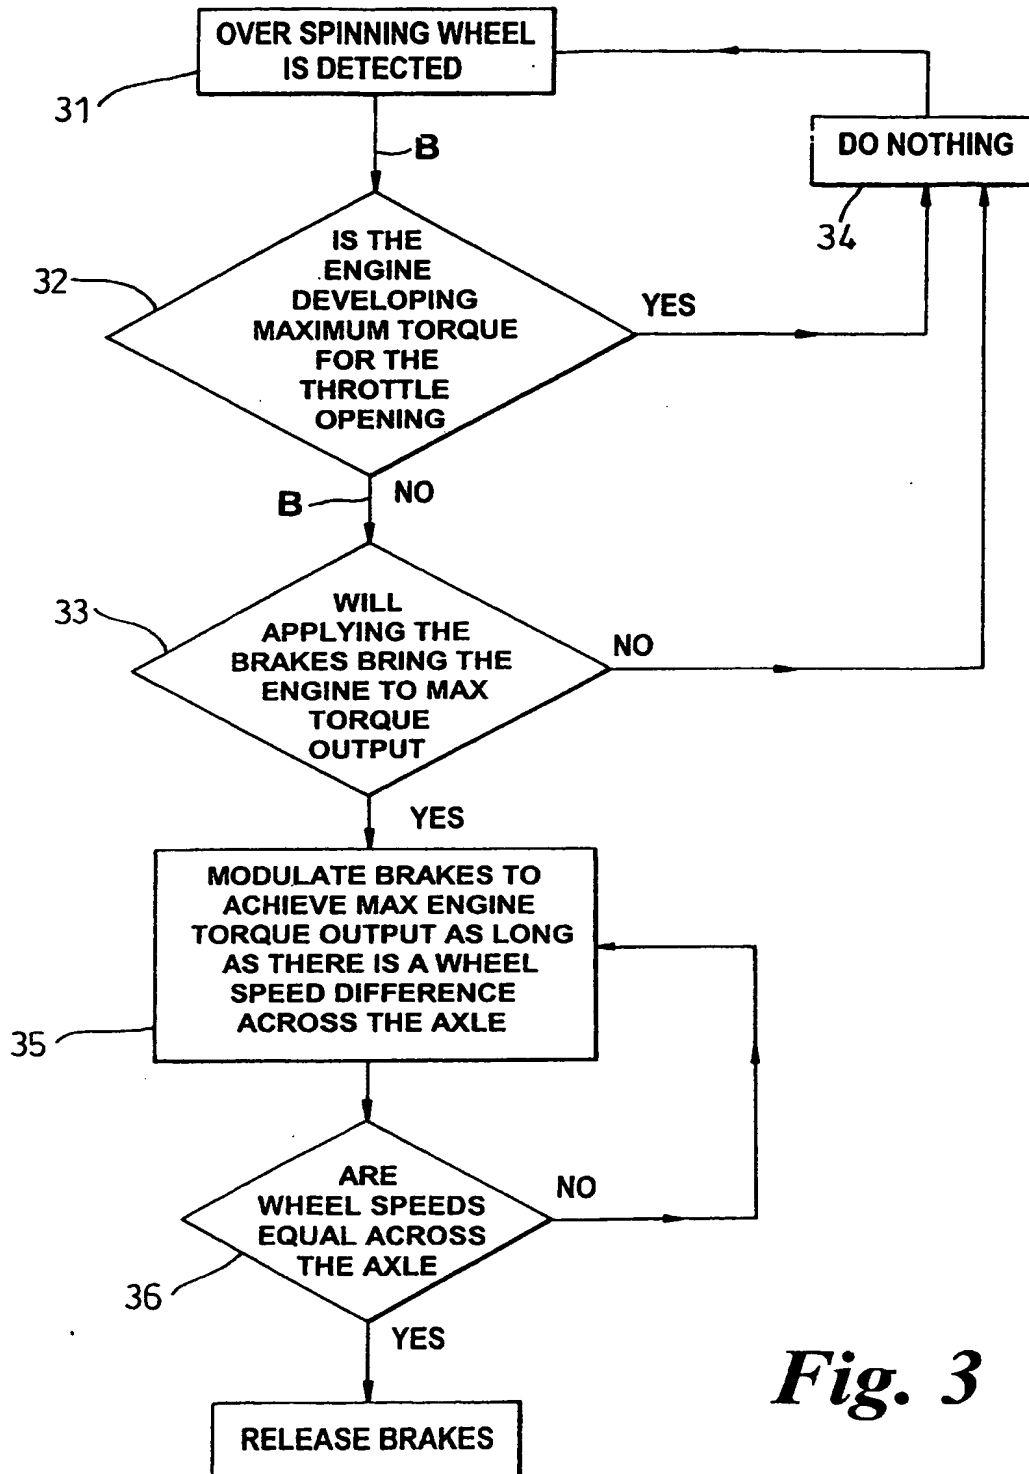 OVER SPINNING WHEEL
IS DETECTED
31
B
DO NOTHING
34
IS THE
ENGINE
DEVELOPING
MAXIMUM TORQUE
FOR THE
THROTTLE
OPENING
32
YES
B
NO
WILL
APPLYING THE
BRAKES BRING THE
ENGINE TO MAX
TORQUE
OUTPUT
33
NO
YES
MODULATE BRAKES TO
ACHIEVE MAX ENGINE
TORQUE OUTPUT AS LONG
AS THERE IS A WHEEL
SPEED DIFFERENCE
ACROSS THE AXLE
35
ARE
WHEEL SPEEDS
EQUAL ACROSS
THE AXLE
36
NO
YES
RELEASE BRAKES
Fig. 3